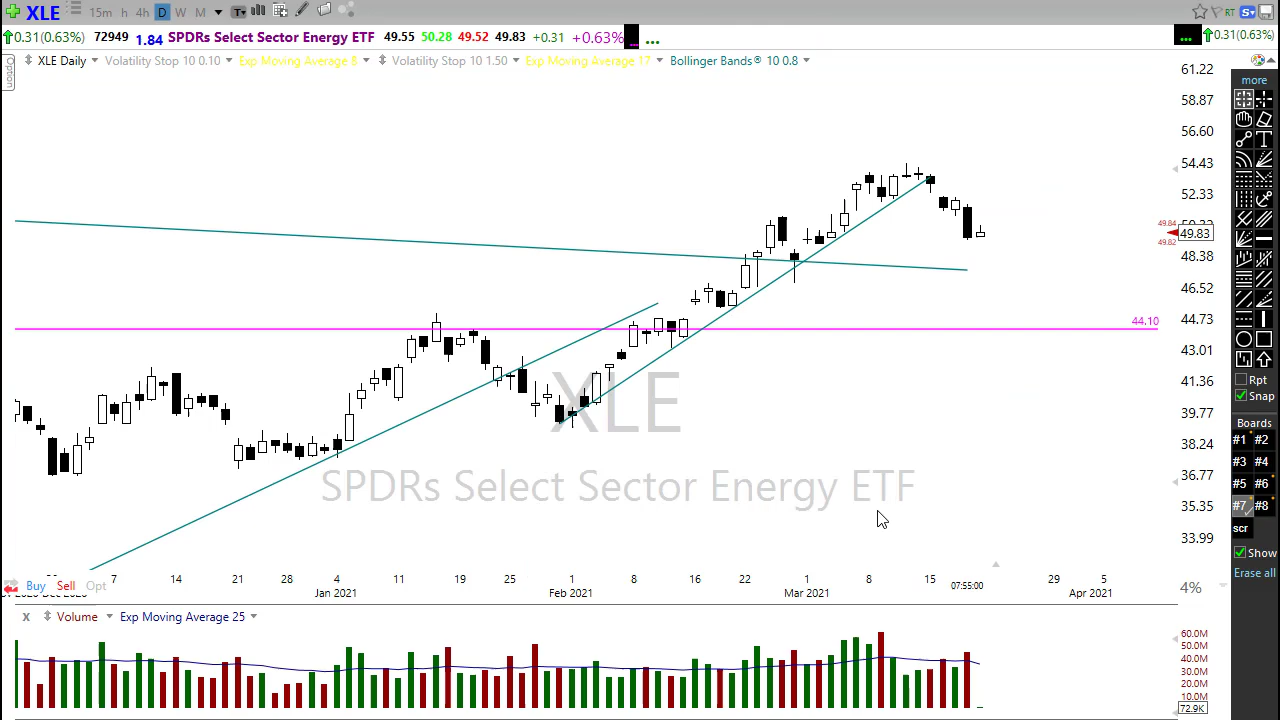 XLE 15m h 4h D W M T RT S
0.31(0.63%) 72949 1.84 SPDRs Select Sector Energy ETF 49.55 50.28 49.52 49.83 +0.31 +0.63% ... ... 0.31(0.63%)
Option
XLE Daily Volatility Stop 10 0.10 Exp Moving Average 8 Volatility Stop 10 1.50 Exp Moving Average 17 Bollinger Bands® 10 0.8
61.22
58.87
56.60
54.43
52.33
49.84
49.83
49.82
48.38
46.52
44.73
44.10
43.01
41.36
39.77
38.24
36.77
35.35
33.99
XLE
SPDRs Select Sector Energy ETF
more
T
Rpt
Snap
Boards
#1 #2
#3 #4
#5 #6
#7 #8
scr
Show
Erase all
7 14 21 28 4 11 19 25 1 8 16 22 1 8 15 07:55:00 29 5
Buy Sell Opt
Jan 2021 Feb 2021 Mar 2021 Apr 2021
4%
x Volume Exp Moving Average 25
60.0M
50.0M
40.0M
30.0M
20.0M
10.0M
72.9K